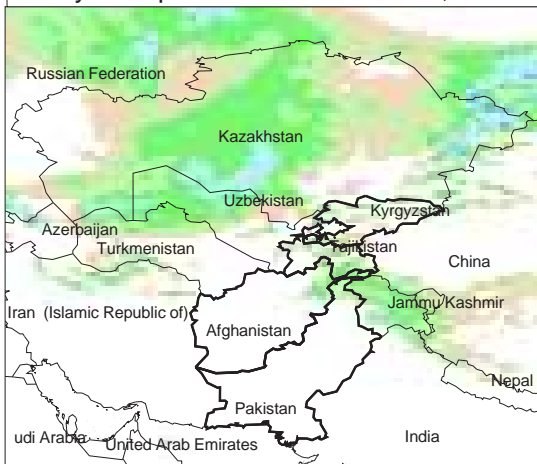 Russian Federation
Kazakhstan
Uzbekistan
Kyrgyzstan
Azerbaijan
Turkmenistan
Tajikistan
China
Jammu Kashmir
Iran (Islamic Republic of)
Afghanistan
Nepal
Pakistan
udi Arabia
United Arab Emirates
India